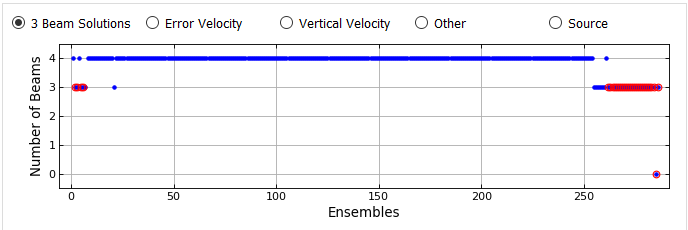 3 Beam Solutions Error Velocity Vertical Velocity Other Source
4
3
2
1
0
Number of Beams
0 50 100 150 200 250
Ensembles